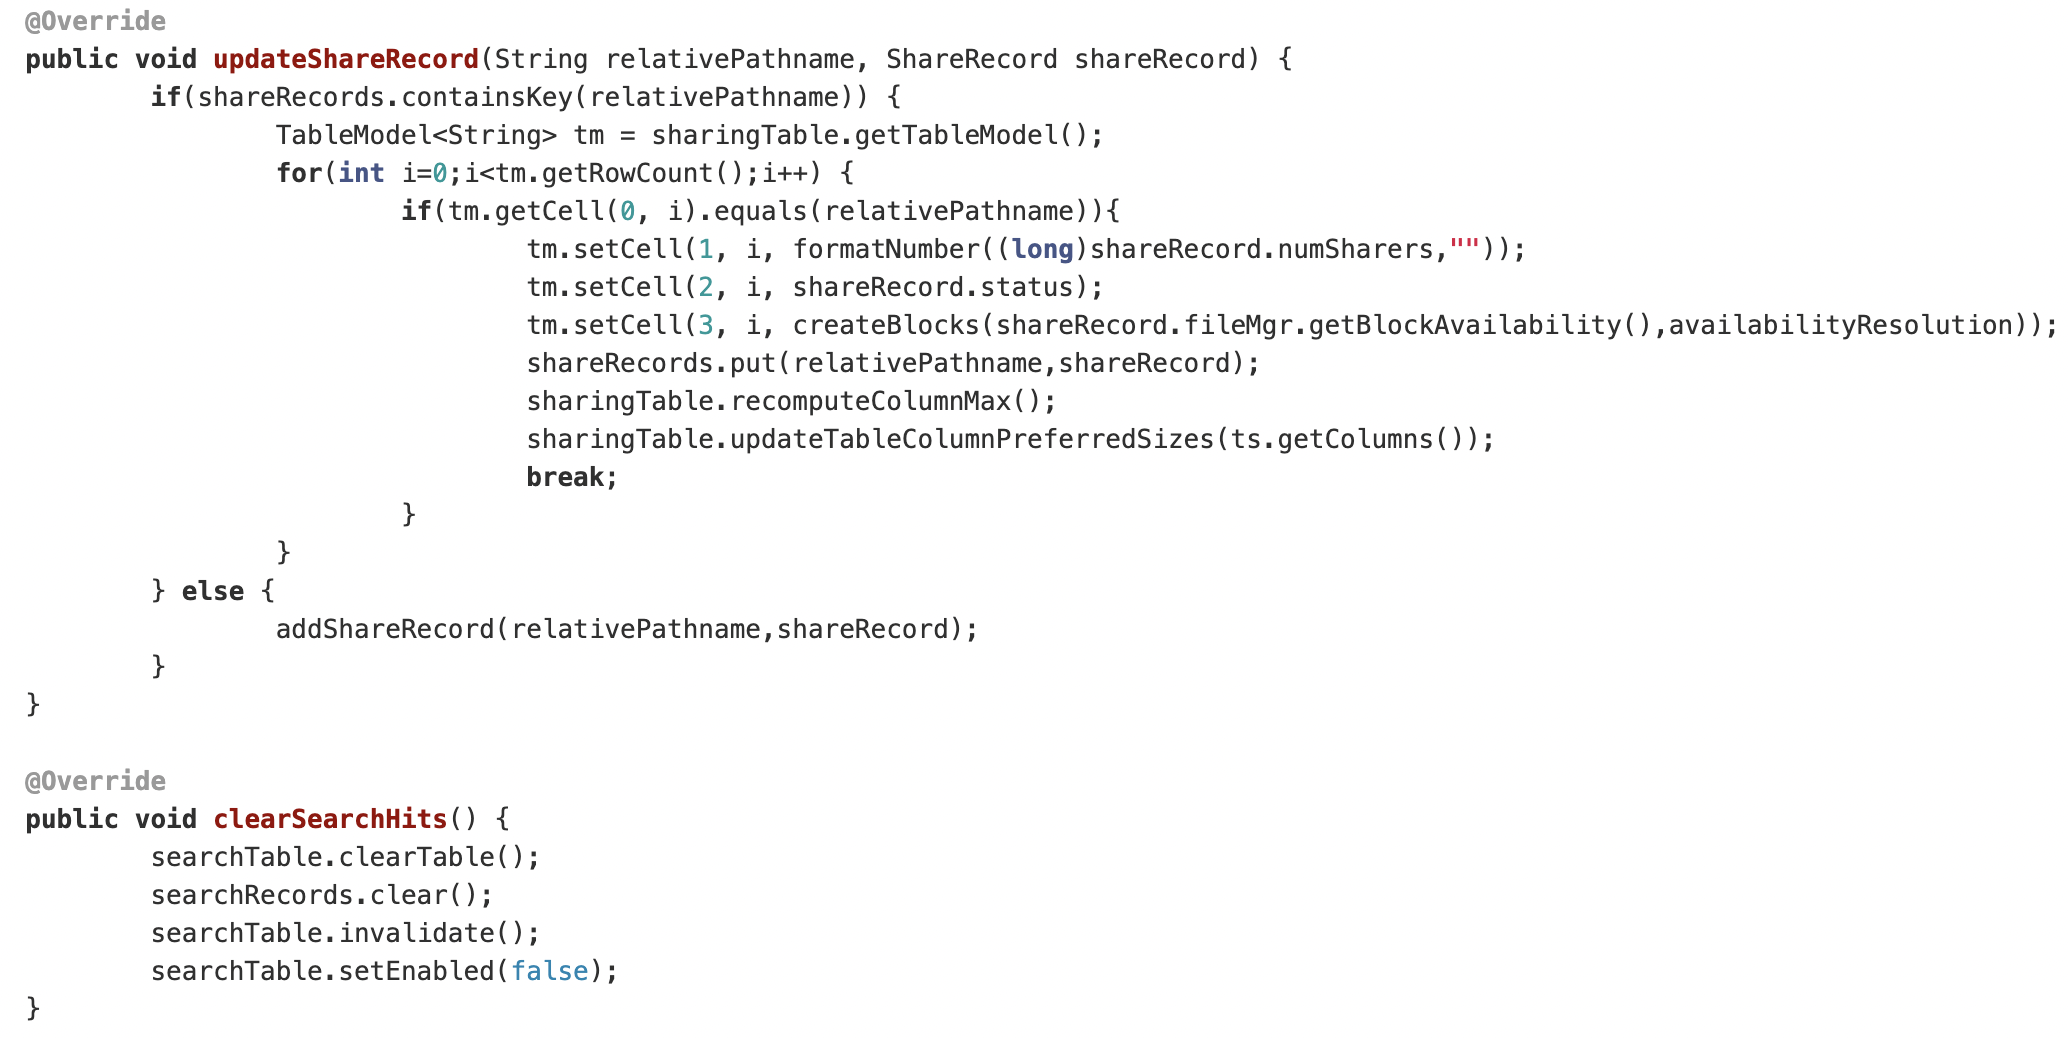 @Override
public void updateShareRecord(String relativePathname, ShareRecord shareRecord) {
        if(shareRecords.containsKey(relativePathname)) {
                TableModel<String> tm = sharingTable.getTableModel();
                for(int i=0;i<tm.getRowCount();i++) {
                        if(tm.getCell(0, i).equals(relativePathname)){
                                tm.setCell(1, i, formatNumber((long)shareRecord.numSharers,""));
                                tm.setCell(2, i, shareRecord.status);
                                tm.setCell(3, i, createBlocks(shareRecord.fileMgr.getBlockAvailability(),availabilityResolution));
                                shareRecords.put(relativePathname,shareRecord);
                                sharingTable.recomputeColumnMax();
                                sharingTable.updateTableColumnPreferredSizes(ts.getColumns());
                                break;
                        }
                }
        } else {
                addShareRecord(relativePathname,shareRecord);
        }
}

@Override
public void clearSearchHits() {
        searchTable.clearTable();
        searchRecords.clear();
        searchTable.invalidate();
        searchTable.setEnabled(false);
}